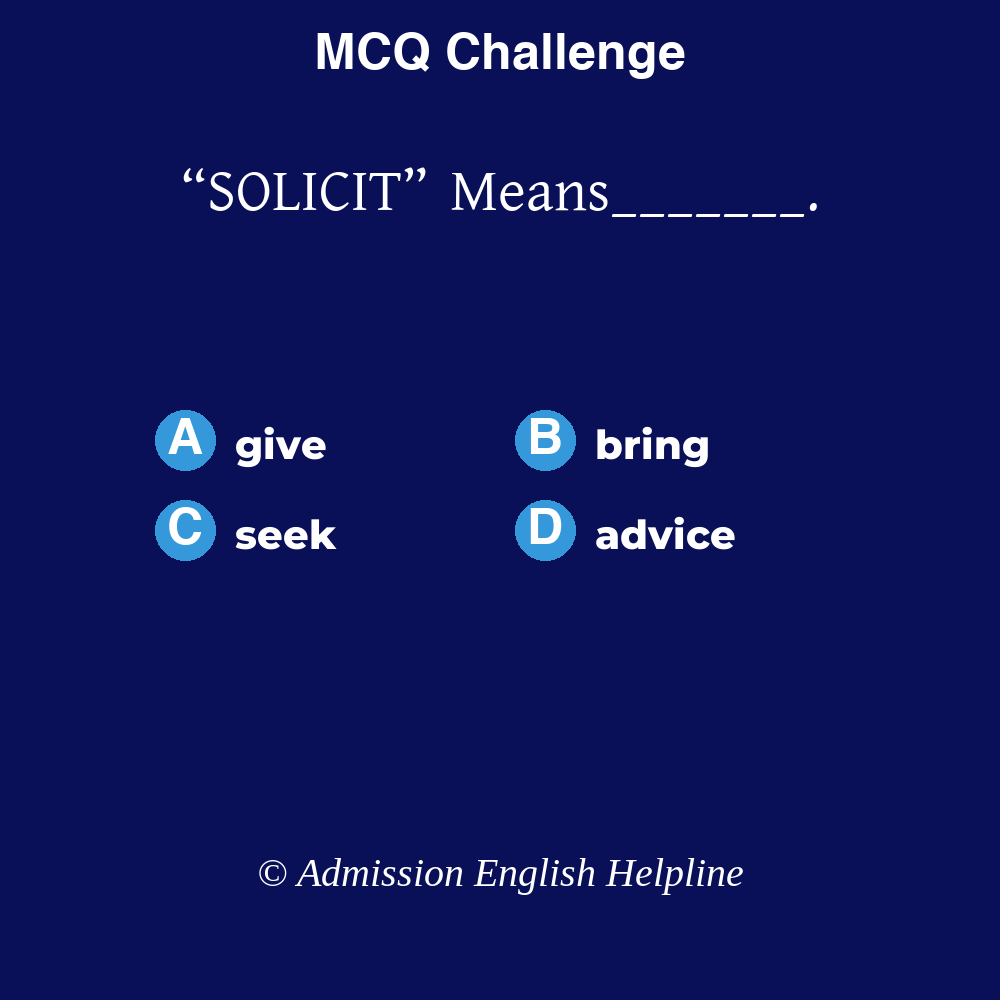 MCQ Challenge
“SOLICIT” Means_______.
A give
B bring
C seek
D advice
© Admission English Helpline